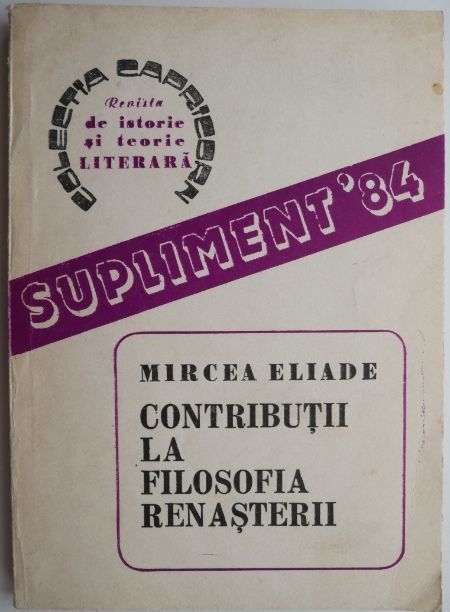 COLECȚIA CAPRICORN
Revista
de istorie
și teorie
LITERARĂ
SUPLIMENT '84
MIRCEA ELIADE
CONTRIBUȚII
LA
FILOSOFIA
RENAȘTERII